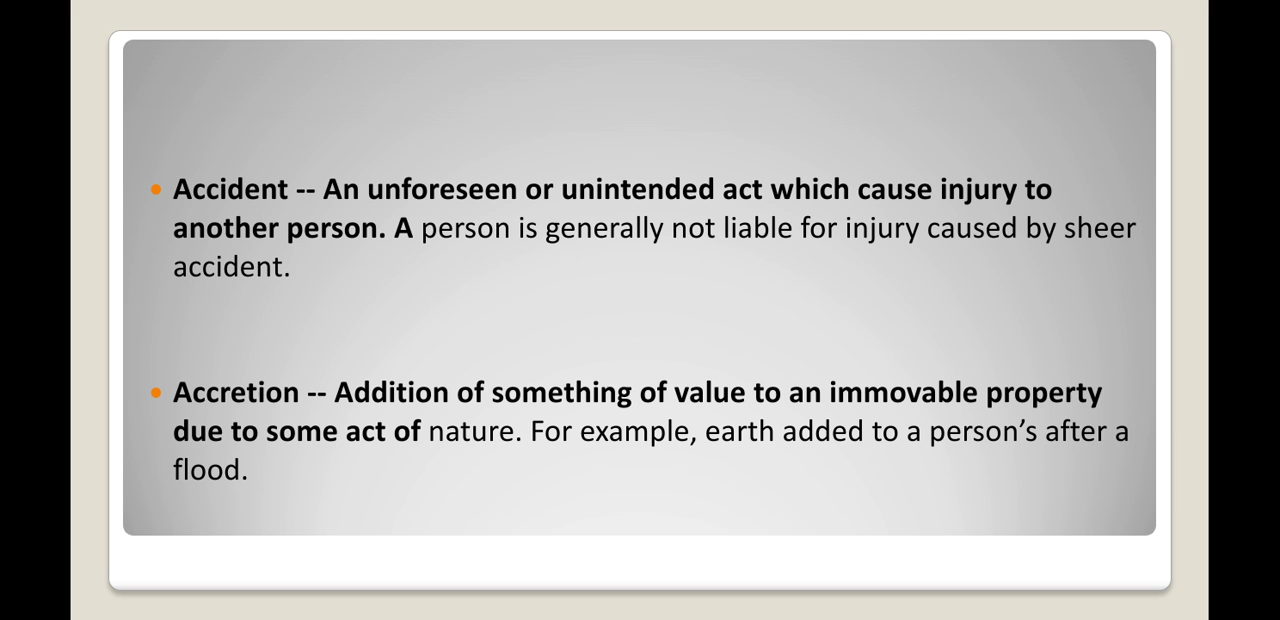 Accident -- An unforeseen or unintended act which cause injury to
another person. A person is generally not liable for injury caused by sheer
accident.
Accretion -- Addition of something of value to an immovable property
due to some act of nature. For example, earth added to a person’s after a
flood.